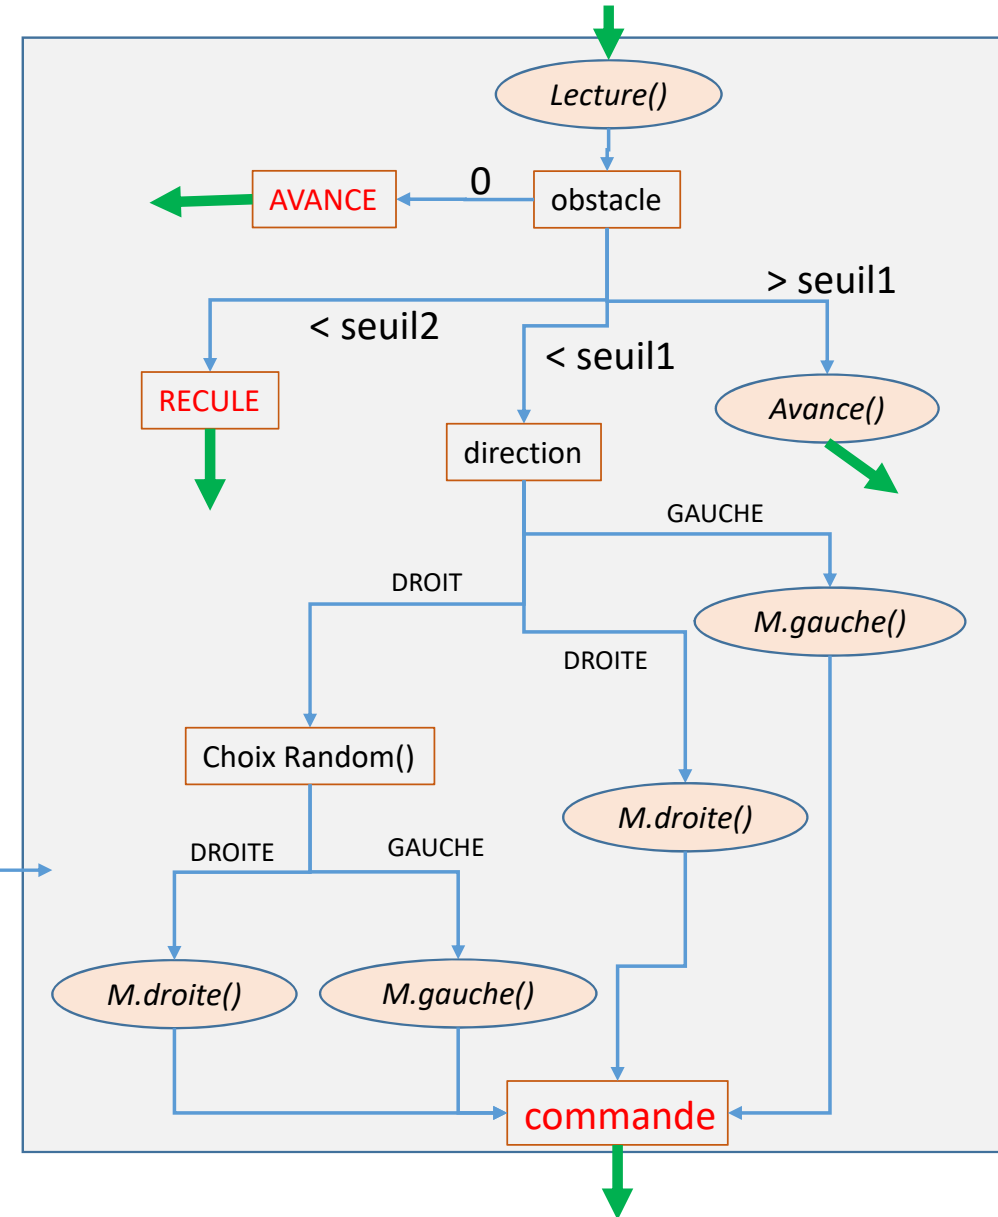 Lecture()
AVANCE
0
obstacle
> seuil1
< seuil2
< seuil1
RECULE
Avance()
direction
GAUCHE
DROIT
M.gauche()
DROITE
Choix Random()
M.droite()
DROITE
GAUCHE
M.droite()
M.gauche()
commande